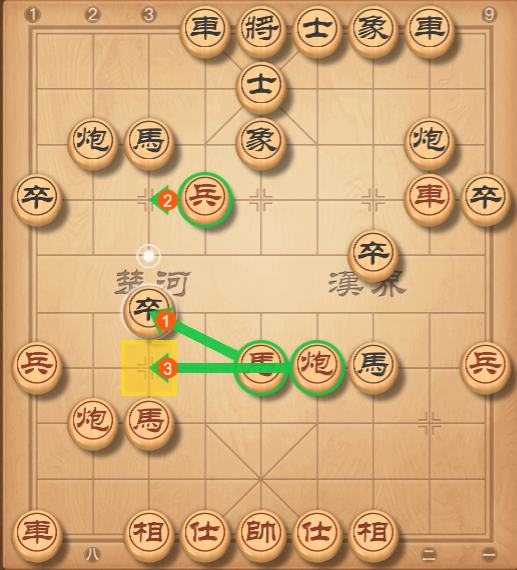 1 2 3 9
車 將 士 象 車
士
炮 馬 象 炮
卒 2 兵 車 卒
卒
楚河 漢界
卒 1
兵 3 馬 炮 馬 兵
炮 馬
車 相 仕 帥 仕 相
八 二 一